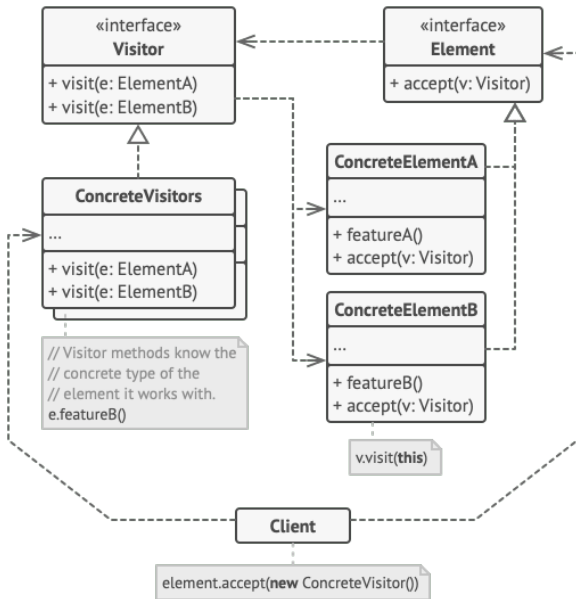 «interface»
Visitor
+ visit(e: ElementA)
+ visit(e: ElementB)
«interface»
Element
+ accept(v: Visitor)
ConcreteVisitors
...
+ visit(e: ElementA)
+ visit(e: ElementB)
// Visitor methods know the
// concrete type of the
// element it works with.
e.featureB()
ConcreteElementA
...
+ featureA()
+ accept(v: Visitor)
ConcreteElementB
...
+ featureB()
+ accept(v: Visitor)
v.visit(this)
Client
element.accept(new ConcreteVisitor())